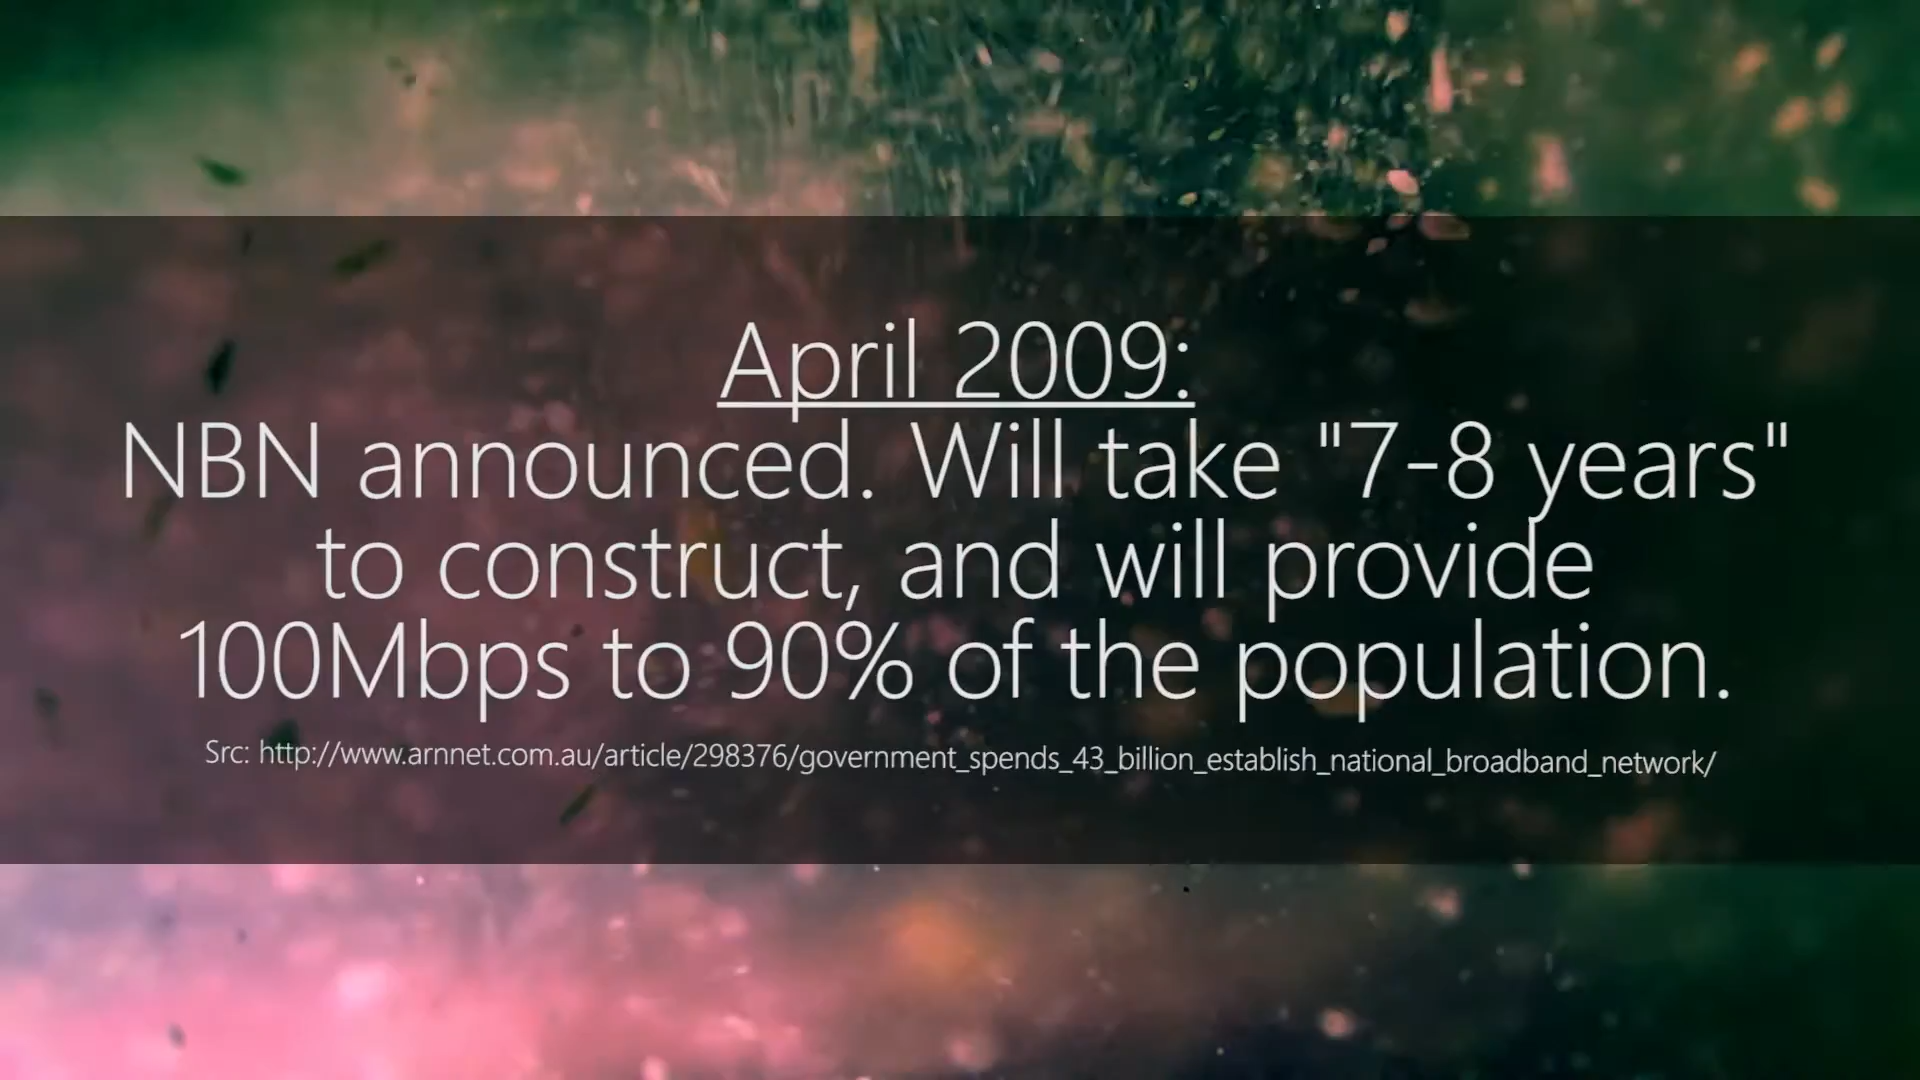 April 2009:
NBN announced. Will take "7-8 years"
to construct, and will provide
100Mbps to 90% of the population.
Src: http://www.arnnet.com.au/article/298376/government_spends_43_billion_establish_national_broadband_network/